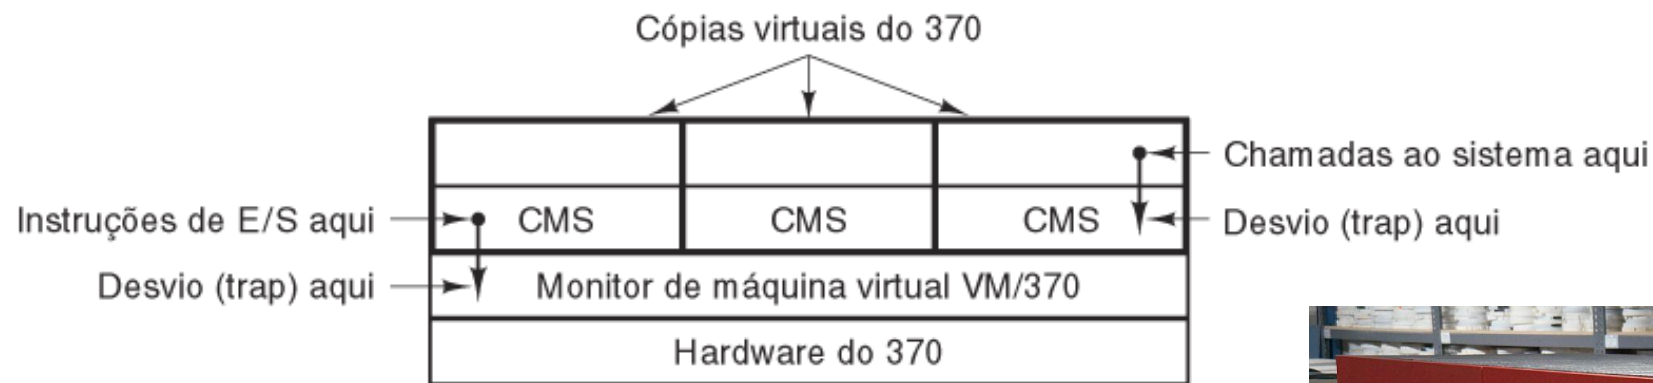 Cópias virtuais do 370
Chamadas ao sistema aqui
Instruções de E/S aqui
CMS
CMS
CMS
Desvio (trap) aqui
Desvio (trap) aqui
Monitor de máquina virtual VM/370
Hardware do 370